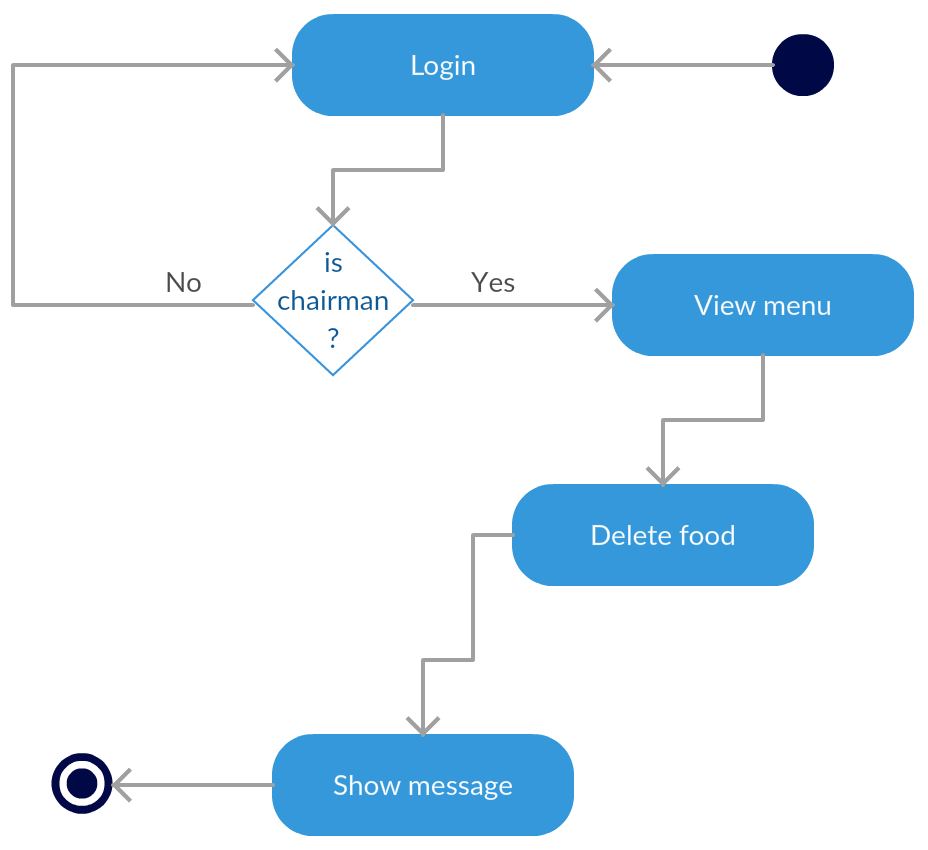 Login
is
chairman
?
No
Yes
View menu
Delete food
Show message